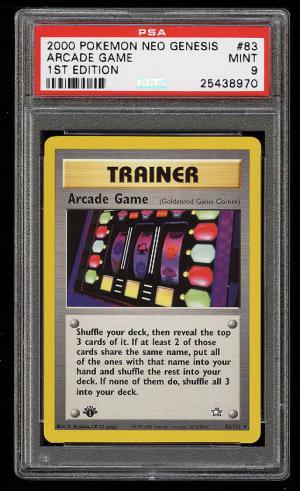 PSA
2000 POKEMON NEO GENESIS #83
ARCADE GAME MINT
1ST EDITION 9
25438970
TRAINER
Arcade Game (Goldenrod Game Corner)
Shuffle your deck, then reveal the top
3 cards of it. If at least 2 of those
cards share the same name, put all
of the ones with that name into your
hand and shuffle the rest into your
deck. If none of them do, shuffle all 3
into your deck.
83/111